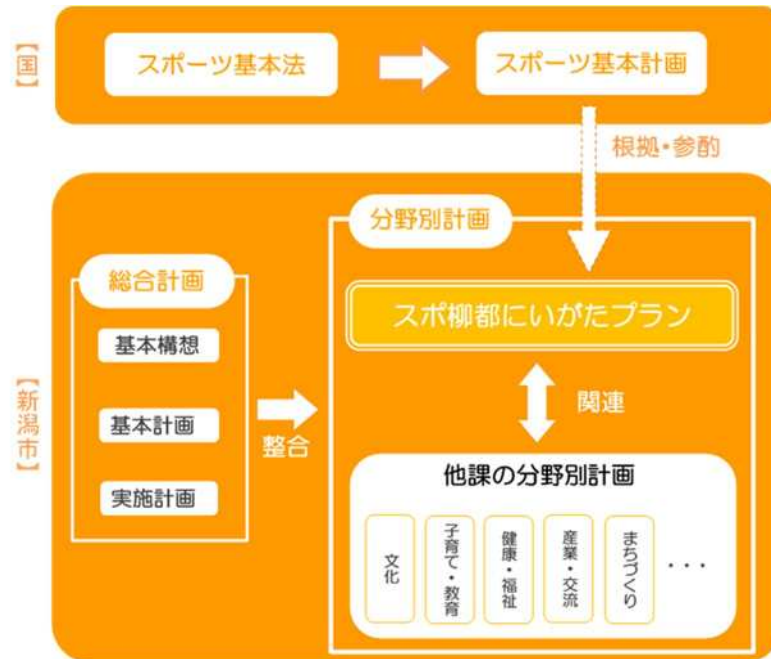 【国】
スポーツ基本法
スポーツ基本計画
根拠・参酌
【新潟市】
総合計画
基本構想
基本計画
実施計画
整合
分野別計画
スポ柳都にいがたプラン
関連
他課の分野別計画
文化
子育て・教育
健康・福祉
産業・交流
まちづくり
・・・